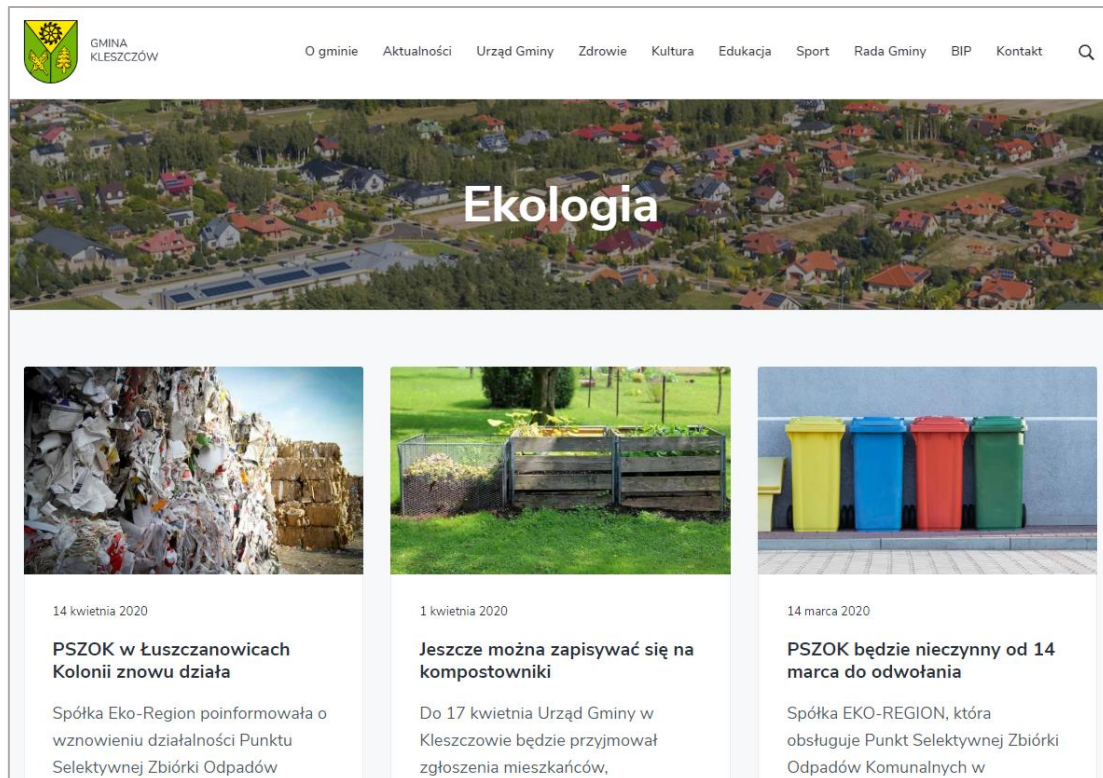 GMINA
KLESZCZÓW
O gminie Aktualności Urząd Gminy Zdrowie Kultura Edukacja Sport Rada Gminy BIP Kontakt
Ekologia
14 kwietnia 2020
PSZOK w Łuszczanowicach
Kolonii znowu działa
Spółka Eko-Region poinformowała o
wznowieniu działalności Punktu
Selektywnej Zbiórki Odpadów
1 kwietnia 2020
Jeszcze można zapisywać się na
kompostowniki
Do 17 kwietnia Urząd Gminy w
Kleszczowie będzie przyjmował
zgłoszenia mieszkańców,
14 marca 2020
PSZOK będzie nieczynny od 14
marca do odwołania
Spółka EKO-REGION, która
obsługuje Punkt Selektywnej Zbiórki
Odpadów Komunalnych w